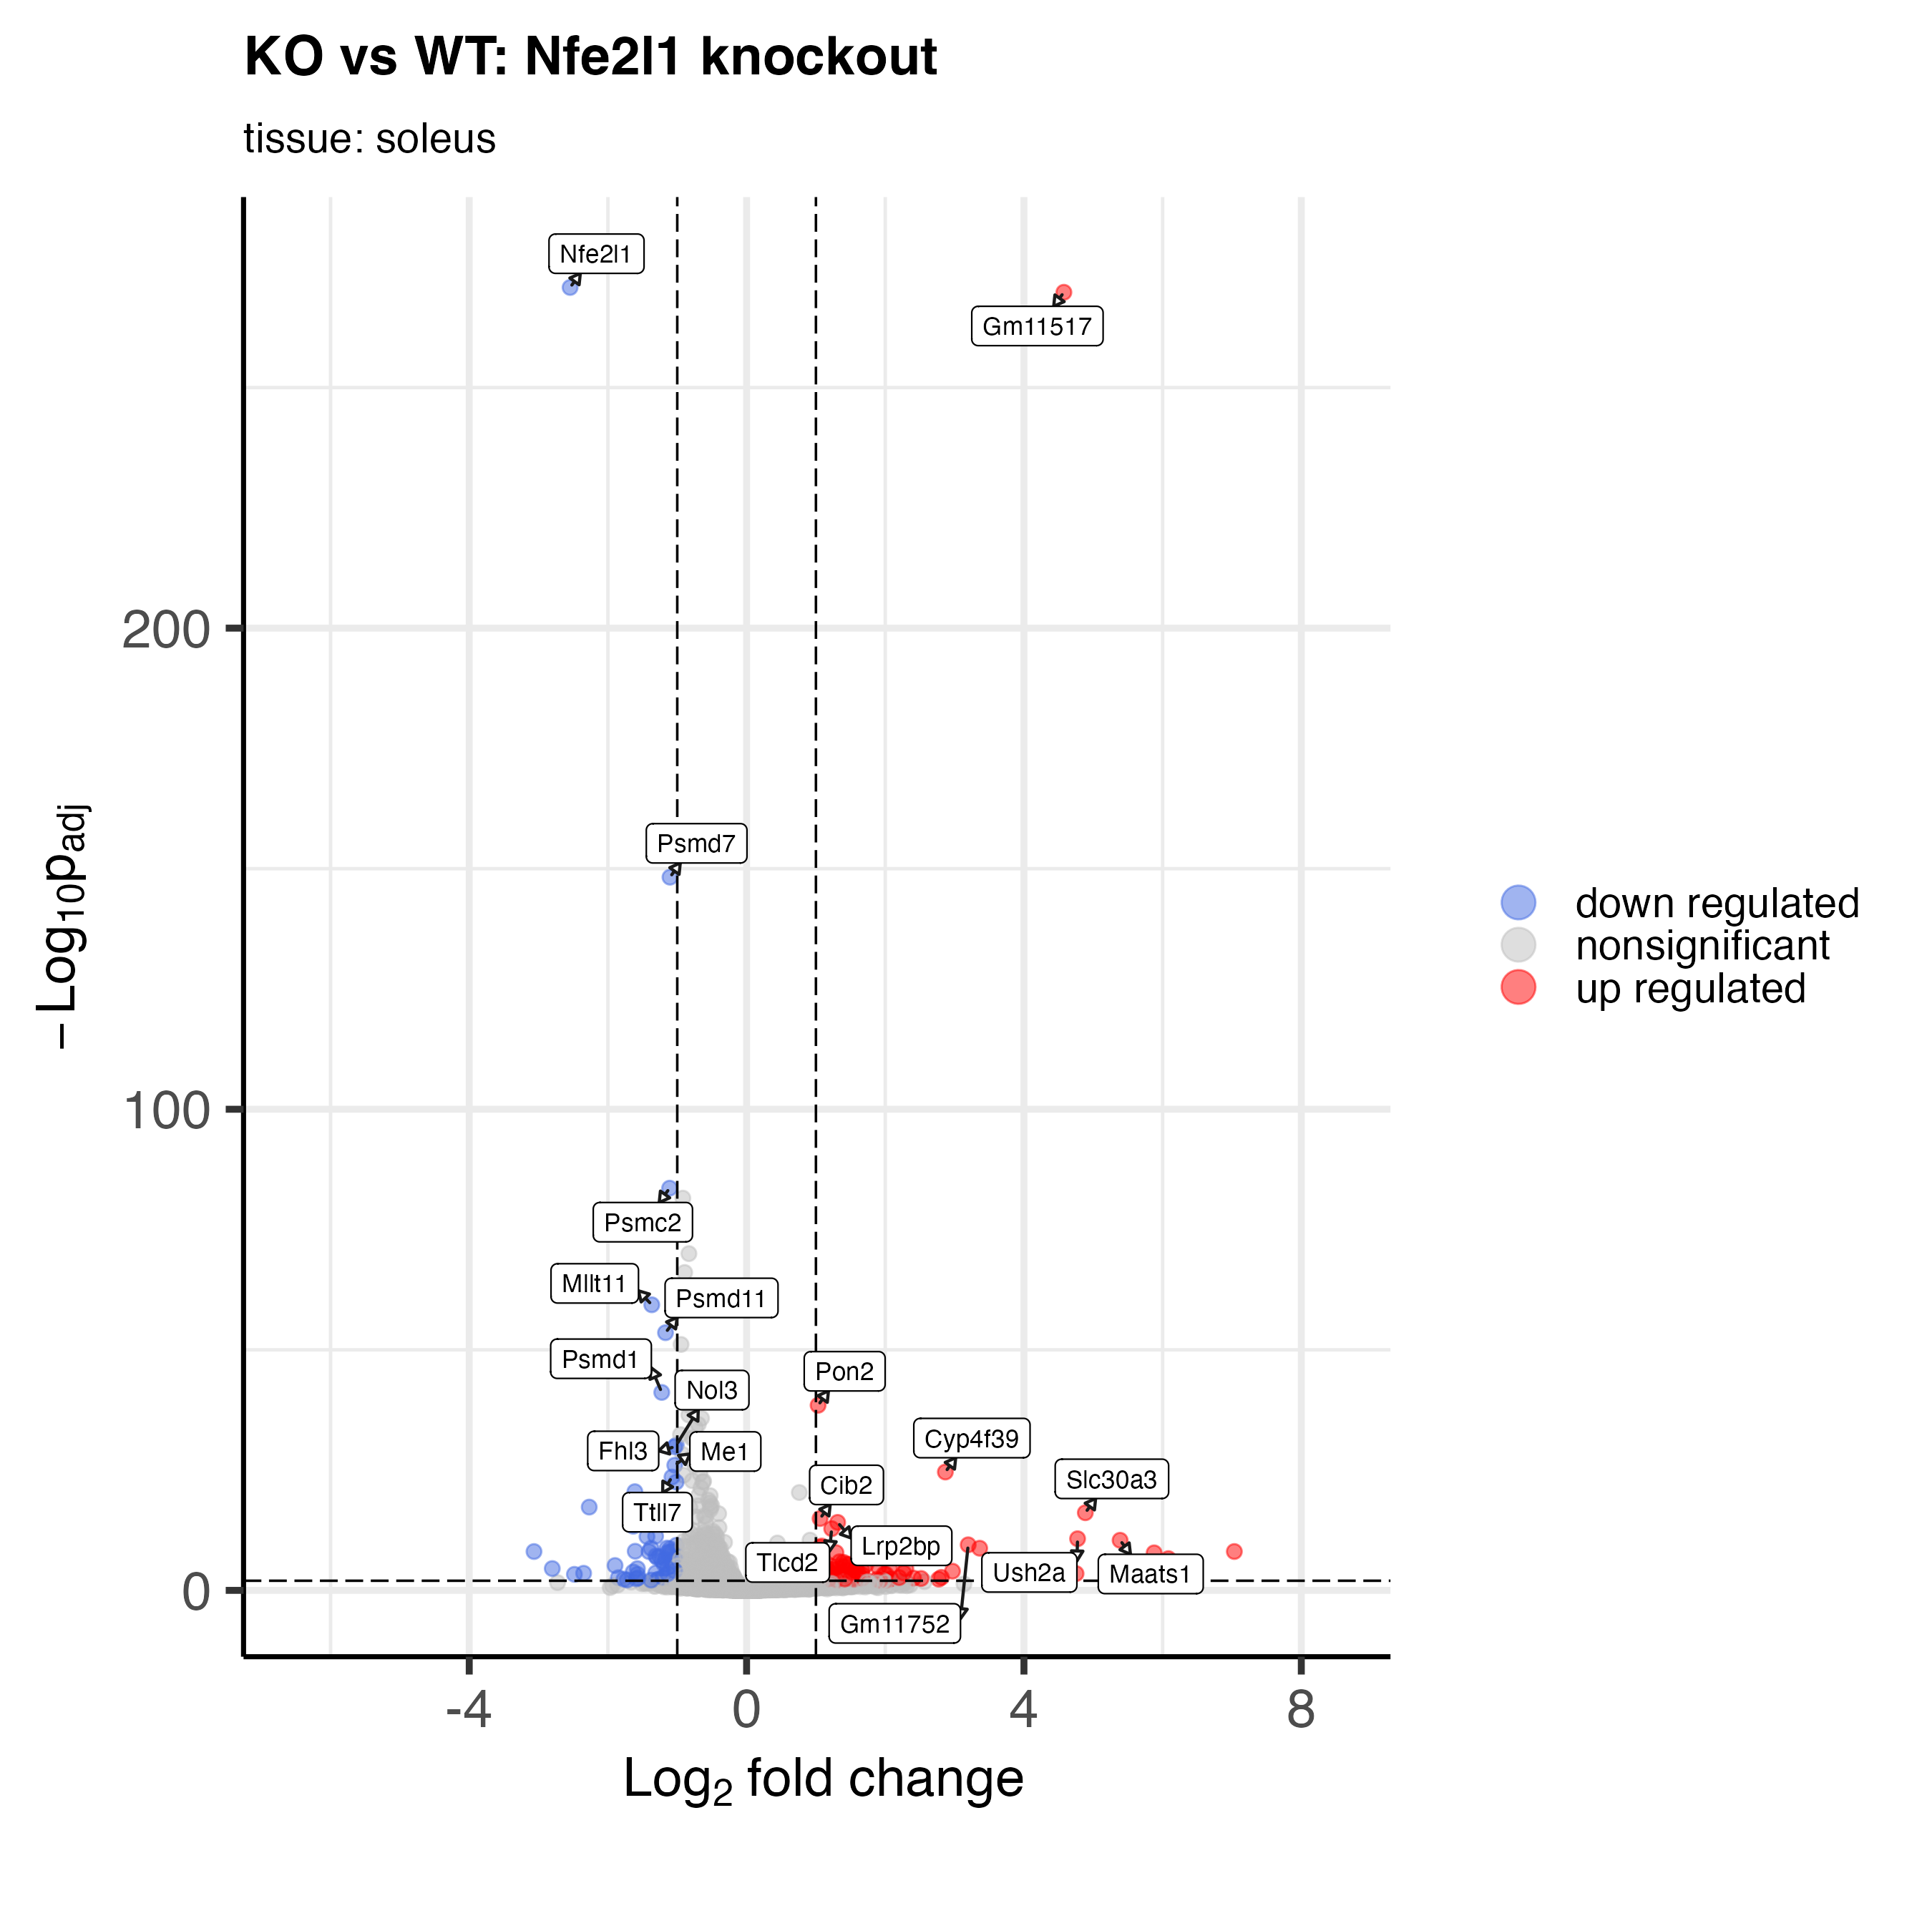 KO vs WT: Nfe2l1 knockout
tissue: soleus
Nfe2l1
Gm11517
200
Psmd7
down regulated
nonsignificant
up regulated
−Log10padj
100
Psmc2
Mllt11
Psmd11
Psmd1
Pon2
Nol3
Cyp4f39
Fhl3
Me1
Slc30a3
Cib2
Ttll7
Lrp2bp
Tlcd2
Ush2a
Maats1
0
Gm11752
-4
0
4
8
Log2 fold change